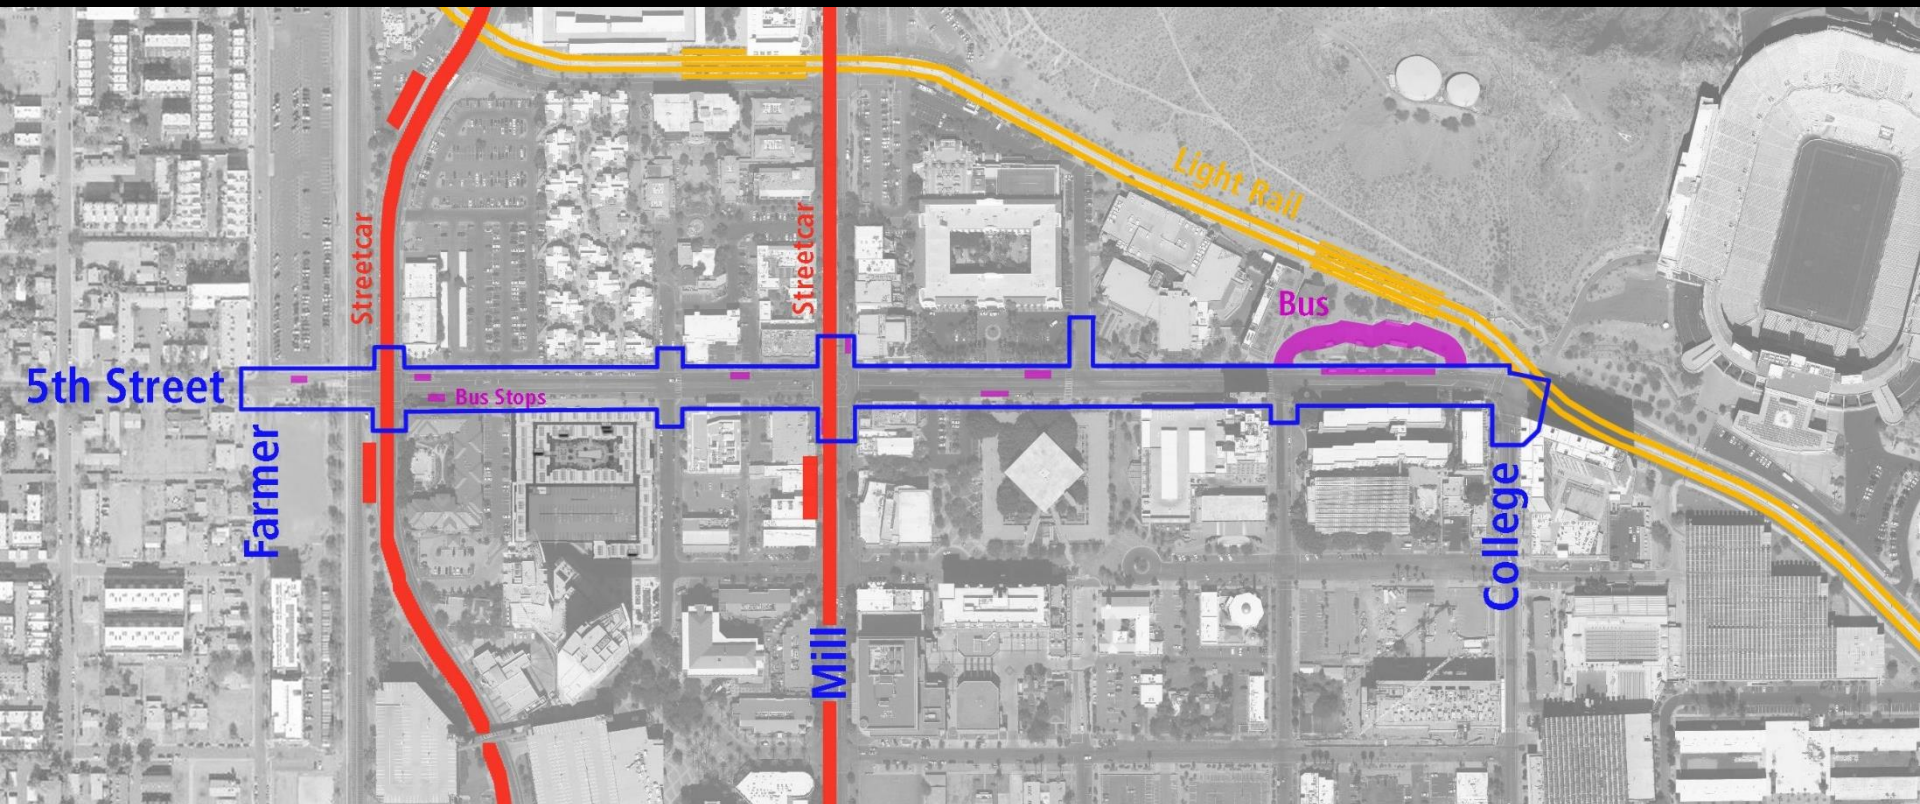 Light Rail
Streetcar
Streetcar
Bus
5th Street
Bus Stops
Farmer
College
Mill